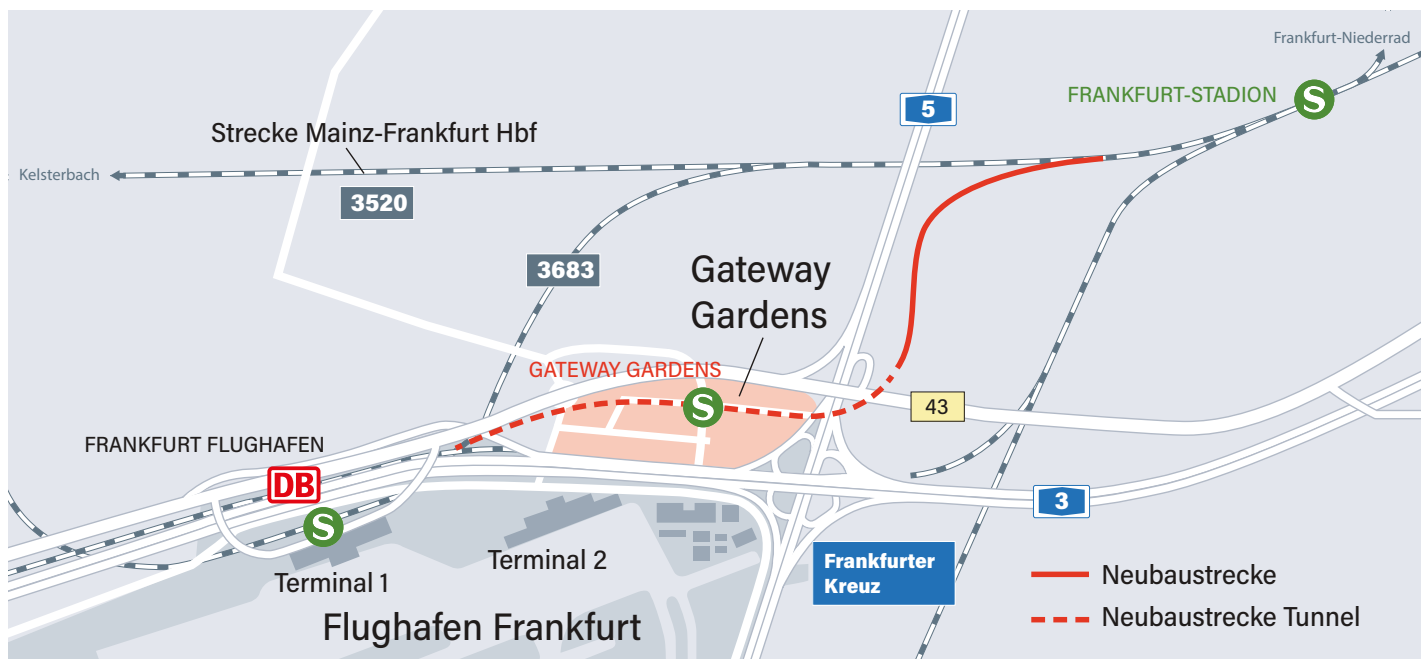 Frankfurt-Niederrad
FRANKFURT-STADION
S
5
Strecke Mainz-Frankfurt Hbf
Kelsterbach
3520
3683
Gateway
Gardens
GATEWAY GARDENS
S
43
FRANKFURT FLUGHAFEN
DB
S
3
Terminal 2
Terminal 1
Frankfurter
Kreuz
Flughafen Frankfurt
Neubaustrecke
Neubaustrecke Tunnel